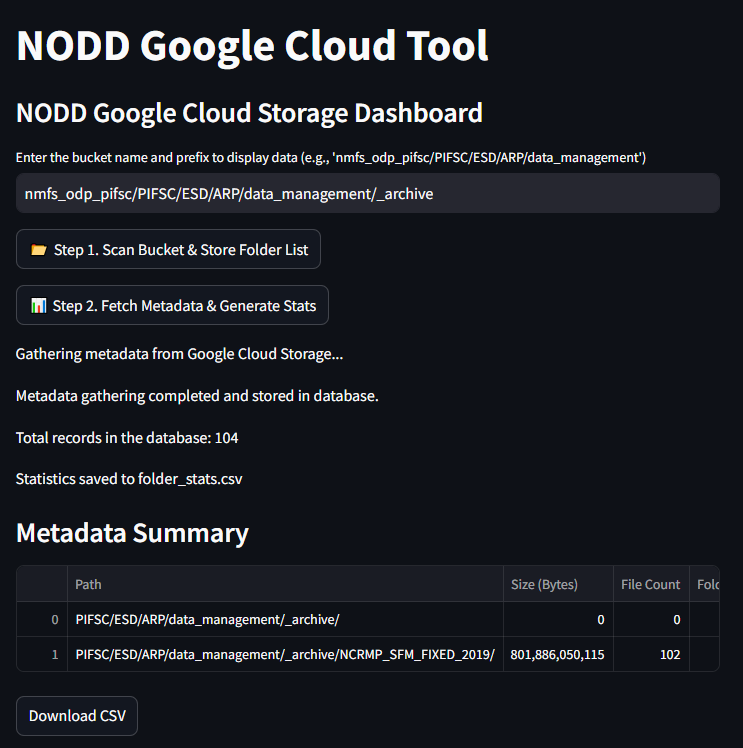 NODD Google Cloud Tool
NODD Google Cloud Storage Dashboard
Enter the bucket name and prefix to display data (e.g., 'nmfs_odp_pifsc/PIFSC/ESD/ARP/data_management')
nmfs_odp_pifsc/PIFSC/ESD/ARP/data_management/_archive
Step 1. Scan Bucket & Store Folder List
Step 2. Fetch Metadata & Generate Stats
Gathering metadata from Google Cloud Storage...
Metadata gathering completed and stored in database.
Total records in the database: 104
Statistics saved to folder_stats.csv
Metadata Summary
Path Size (Bytes) File Count
0 PIFSC/ESD/ARP/data_management/_archive/ 0 0
1 PIFSC/ESD/ARP/data_management/_archive/NCRMP_SFM_FIXED_2019/ 801,886,050,115 102
Download CSV